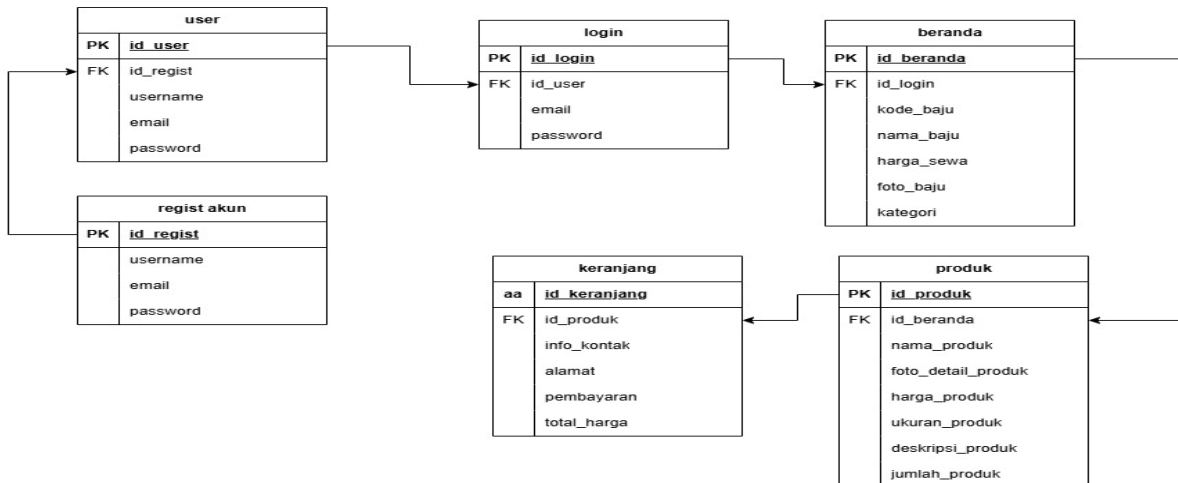 user
PK id_user
FK id_regist
username
email
password
login
PK id_login
FK id_user
email
password
beranda
PK id_beranda
FK id_login
kode_baju
nama_baju
harga_sewa
foto_baju
kategori
regist akun
PK id_regist
username
email
password
keranjang
aa id_keranjang
FK id_produk
info_kontak
alamat
pembayaran
total_harga
produk
PK id_produk
FK id_beranda
nama_produk
foto_detail_produk
harga_produk
ukuran_produk
deskripsi_produk
jumlah_produk